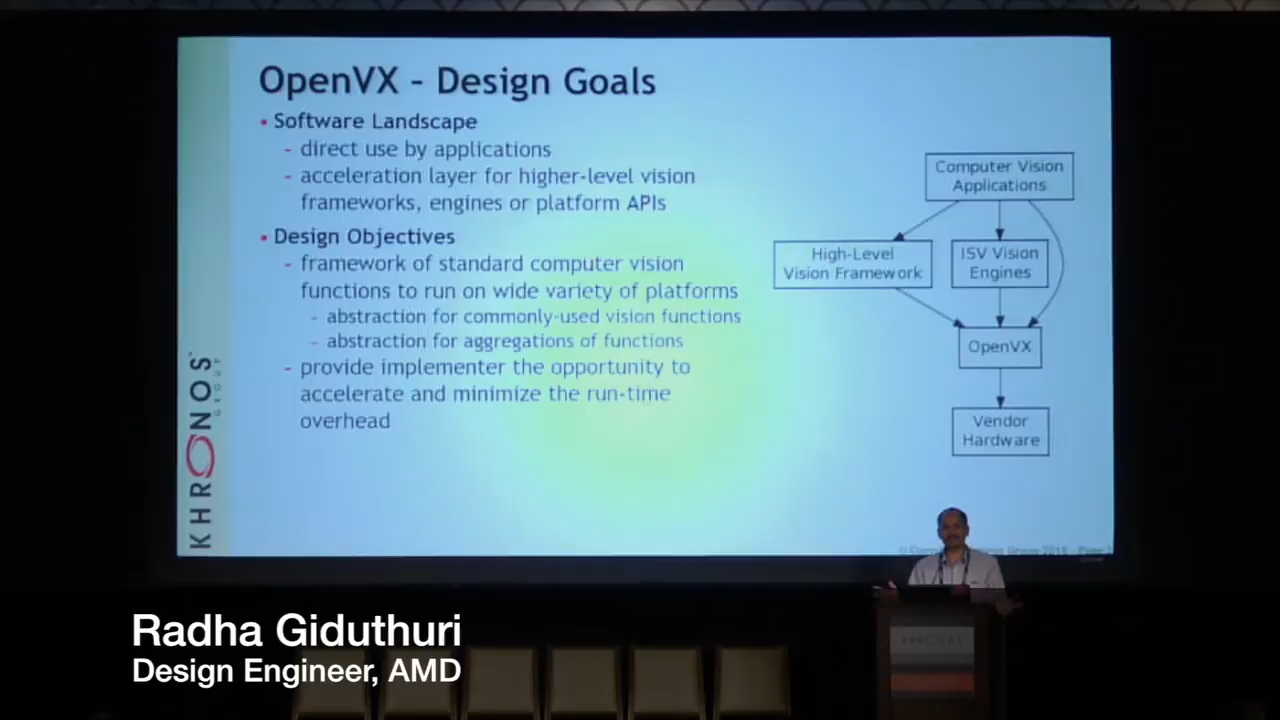 OpenVX – Design Goals
▪ Software Landscape
– direct use by applications
– acceleration layer for higher-level vision
frameworks, engines or platform APIs
▪ Design Objectives
– framework of standard computer vision
functions to run on wide variety of platforms
– abstraction for commonly-used vision functions
– abstraction for aggregations of functions
– provide implementer the opportunity to
accelerate and minimize the run-time
overhead
Computer Vision
Applications
High-Level
Vision Framework
ISV Vision
Engines
OpenVX
Vendor
Hardware
KHRONOS
GROUP
Radha Giduthuri
Design Engineer, AMD